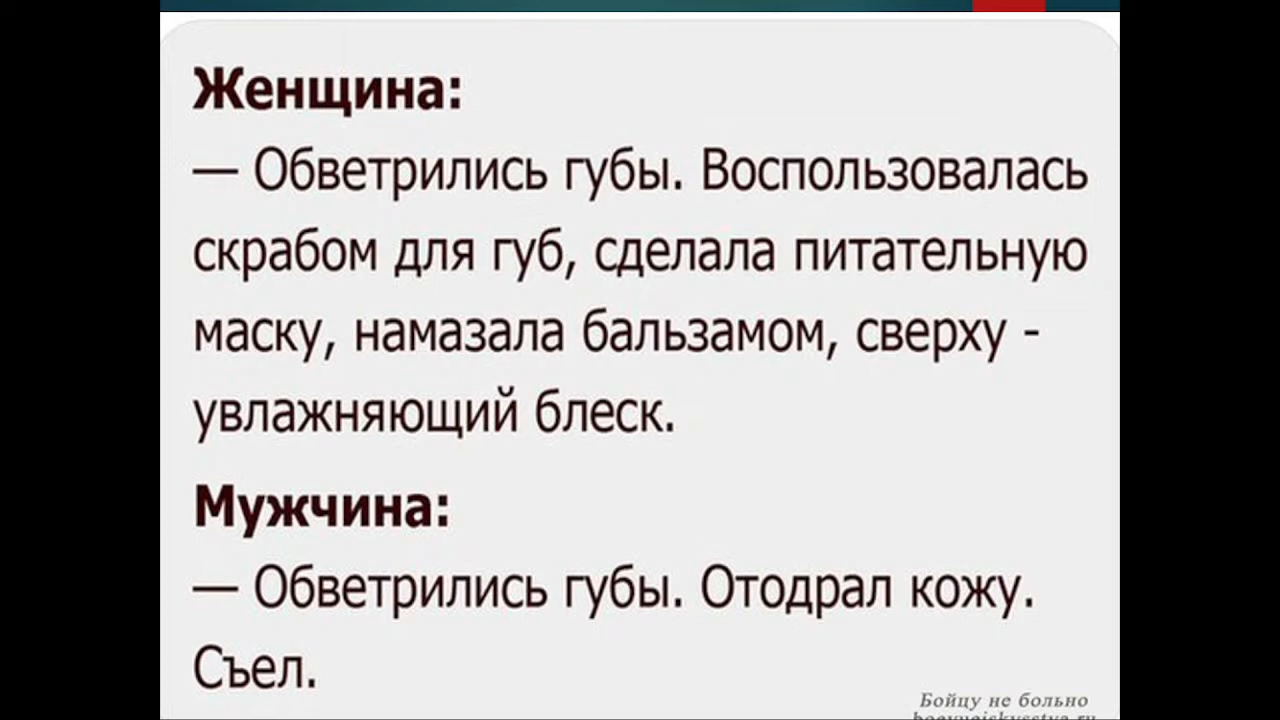 Женщина:
— Обветрились губы. Воспользовалась
скрабом для губ, сделала питательную
маску, намазала бальзамом, сверху -
увлажняющий блеск.
Мужчина:
— Обветрились губы. Отодрал кожу.
Съел.
Бойцу не больно